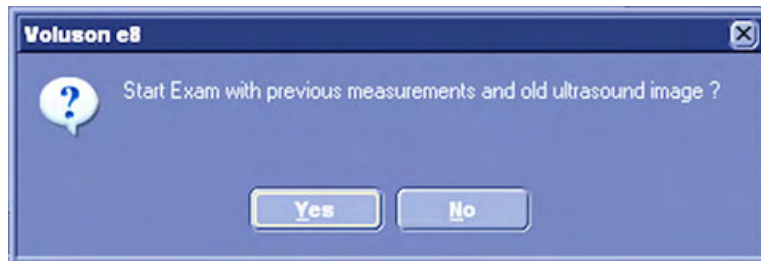 Voluson e8
Start Exam with previous measurements and old ultrasound image ?
Yes
No